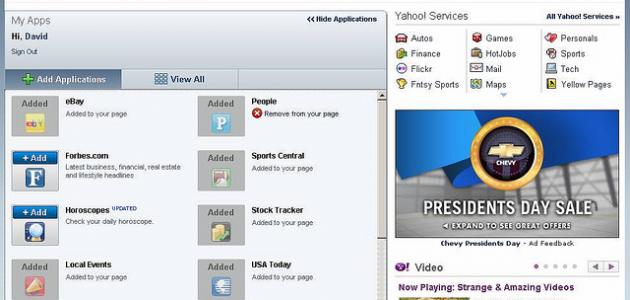 My Apps
Hide Applications
Hi, David
Sign Out
Add Applications
View All
Added
eBay
Added to your page
Added
People
Remove from your page
+ Add
Forbes.com
Latest business, financial, real estate
and lifestyle headlines
Added
Sports Central
Added to your page
+ Add
Horoscopes UPDATED
Check your daily horoscope.
Added
Stock Tracker
Added to your page
Added
Local Events
Added to your page
Added
USA Today
Added to your page
Yahoo! Services
All Yahoo! Services »
Autos
Games
Personals
Finance
HotJobs
Sports
Flickr
Mail
Tech
Fntsy Sports
Maps
Yellow Pages
CHEVY
PRESIDENTS DAY SALE
EXPAND TO SEE GREAT OFFERS
Chevy Presidents Day - Ad Feedback
Y! Video
Now Playing: Strange & Amazing Videos